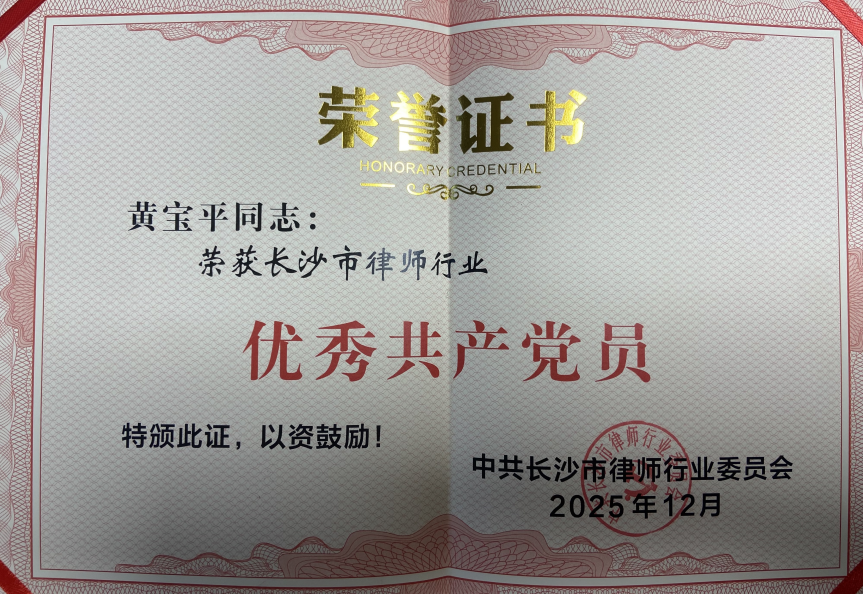 荣誉证书
HONORARY CREDENTIAL
黄宝平同志：
荣获长沙市律师行业
优秀共产党员
特颁此证，以资鼓励！
中共长沙市律师行业委员会
2025年12月